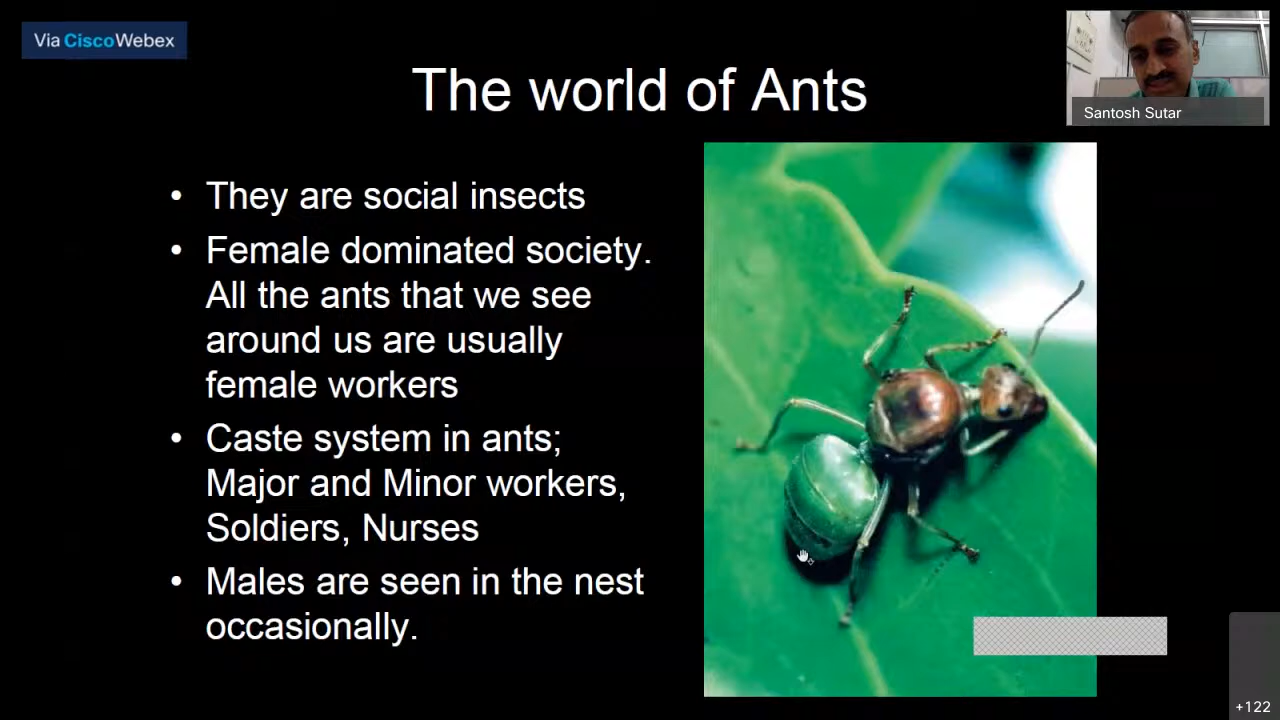 Via CiscoWebex
The world of Ants
Santosh Sutar
• They are social insects
• Female dominated society.
All the ants that we see
around us are usually
female workers
• Caste system in ants;
Major and Minor workers,
Soldiers, Nurses
• Males are seen in the nest
occasionally.
+122